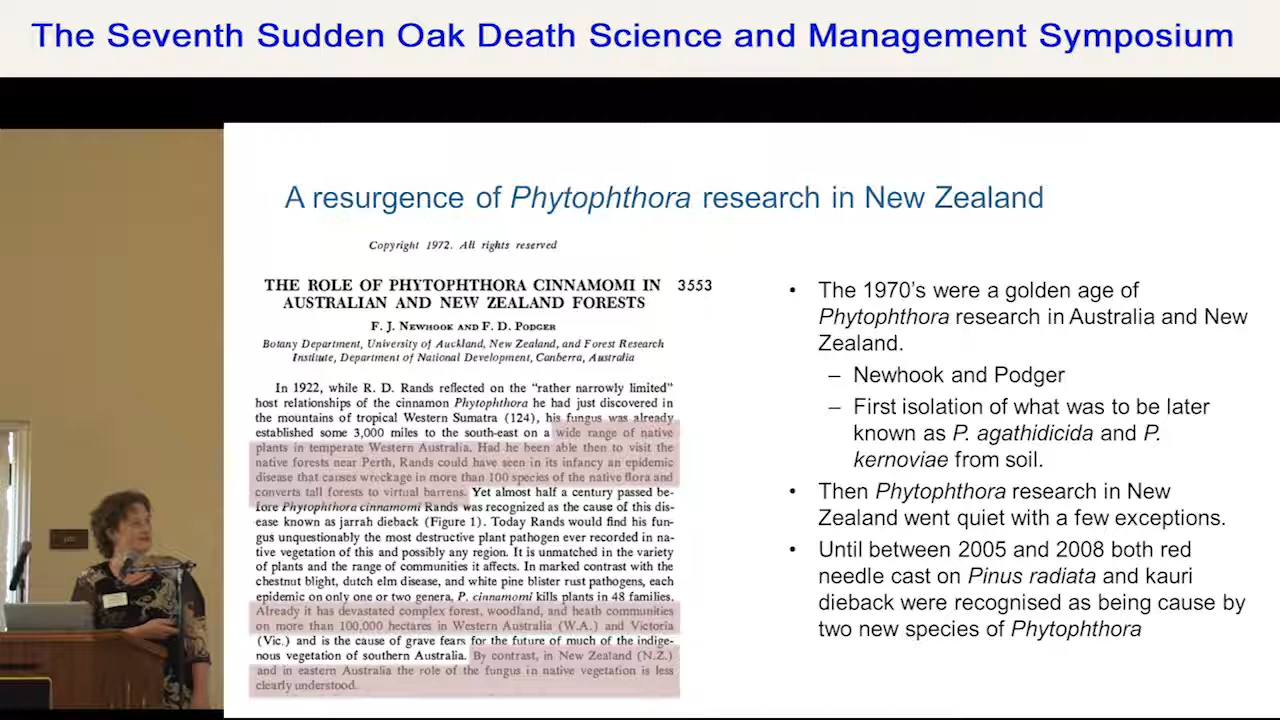 The Seventh Sudden Oak Death Science and Management Symposium
A resurgence of Phytophthora research in New Zealand
Copyright 1972. All rights reserved
THE ROLE OF PHYTOPHTHORA CINNAMOMI IN 3553
AUSTRALIAN AND NEW ZEALAND FORESTS
F. J. NEWHOOK AND F. D. PODGER
Botany Department, University of Auckland, New Zealand, and Forest Research
Institute, Department of National Development, Canberra, Australia
In 1922, while R. D. Rands reflected on the "rather narrowly limited"
host relationships of the cinnamon Phytophthora he had just discovered in
the mountains of tropical Western Sumatra (124), his fungus was already
established some 3,000 miles to the south-east on a wide range of native
plants in temperate Western Australia. Had he been able then to visit the
native forests near Perth, Rands could have seen in its infancy an epidemic
disease that causes wreckage in more than 100 species of the native flora and
converts tall forests to virtual barrens. Yet almost half a century passed be-
fore Phytophthora cinnamomi Rands was recognized as the cause of this dis-
ease known as jarrah dieback (Figure 1). Today Rands would find his fun-
gus unquestionably the most destructive plant pathogen ever recorded in na-
tive vegetation of this and possibly any region. It is unmatched in the variety
of plants and the range of communities it affects. In marked contrast with the
chestnut blight, dutch elm disease, and white pine blister rust pathogens, each
epidemic on only one or two genera, P. cinnamomi kills plants in 48 families.
Already it has devastated complex forest, woodland, and heath communities
on more than 100,000 hectares in Western Australia (W.A.) and Victoria
(Vic.) and is the cause of grave fears for the future of much of the indige-
nous vegetation of southern Australia. By contrast, in New Zealand (N.Z.)
and in eastern Australia the role of the fungus in native vegetation is less
clearly understood.
• The 1970's were a golden age of
Phytophthora research in Australia and New
Zealand.
– Newhook and Podger
– First isolation of what was to be later
known as P. agathidicida and P.
kernoviae from soil.
• Then Phytophthora research in New
Zealand went quiet with a few exceptions.
• Until between 2005 and 2008 both red
needle cast on Pinus radiata and kauri
dieback were recognised as being cause by
two new species of Phytophthora